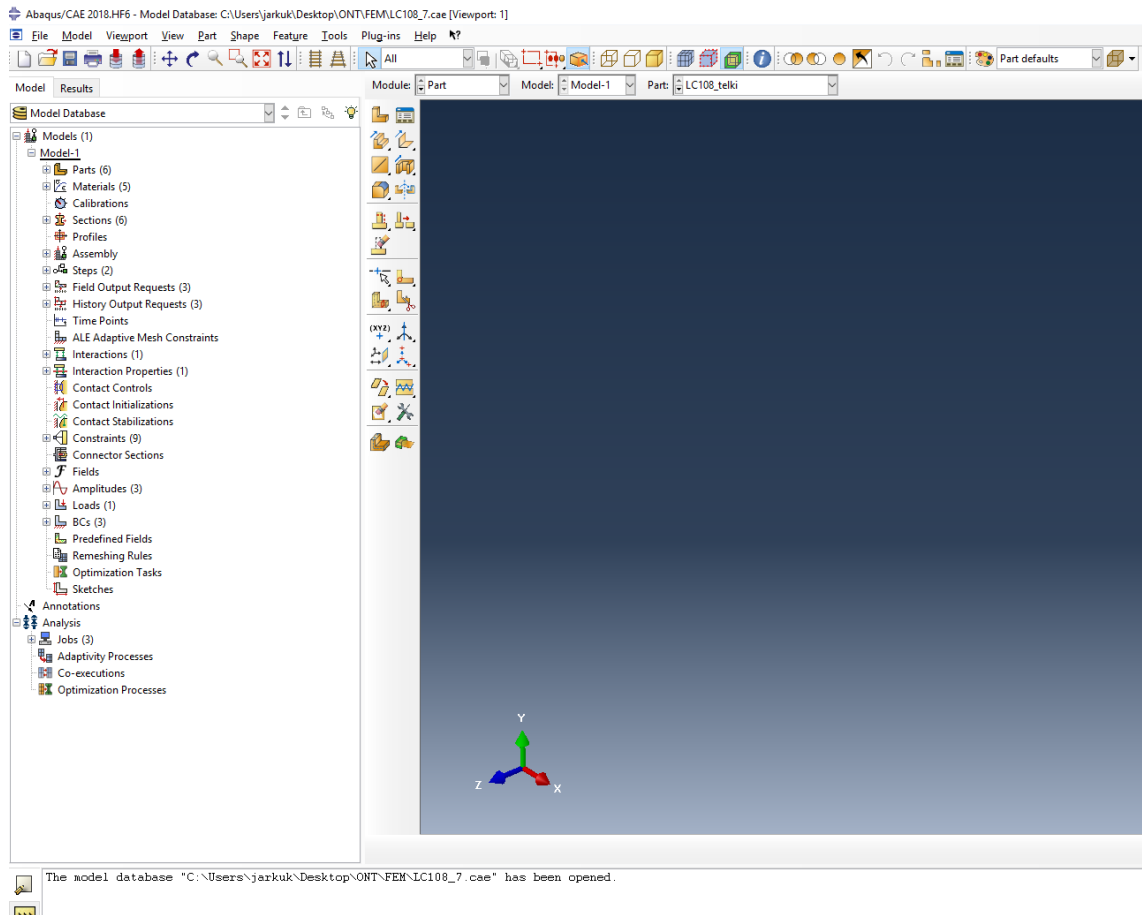 Abaqus/CAE 2018.HF6 - Model Database: C:\Users\jarkuk\Desktop\ONT\FEM\LC108_7.cae [Viewport: 1]
File Model Viewport View Part Shape Feature Tools Plug-ins Help
All Part defaults
Model Results Module: Part Model: Model-1 Part: LC108_telki
Model Database
Models (1)
Model-1
Parts (6)
Materials (5)
Calibrations
Sections (6)
Profiles
Assembly
Steps (2)
Field Output Requests (3)
History Output Requests (3)
Time Points
ALE Adaptive Mesh Constraints
Interactions (1)
Interaction Properties (1)
Contact Controls
Contact Initializations
Contact Stabilizations
Constraints (9)
Connector Sections
Fields
Amplitudes (3)
Loads (1)
BCs (3)
Predefined Fields
Remeshing Rules
Optimization Tasks
Sketches
Annotations
Analysis
Jobs (3)
Adaptivity Processes
Co-executions
Optimization Processes
(XYZ)
Y
Z X
The model database "C:\Users\jarkuk\Desktop\ONT\FEM\LC108_7.cae" has been opened.